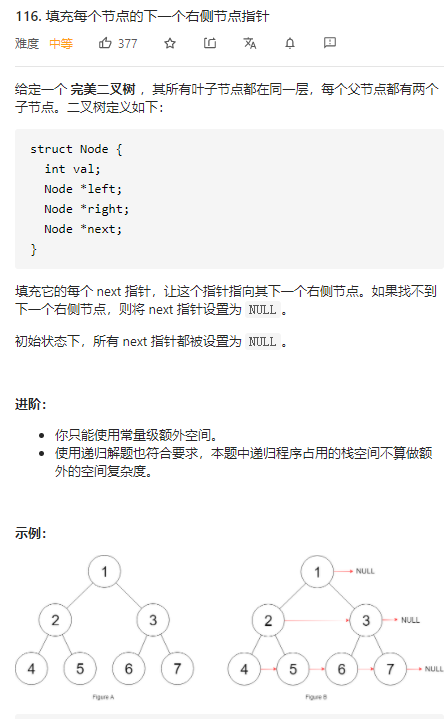 116. 填充每个节点的下一个右侧节点指针
难度 中等 377
给定一个 完美二叉树 ，其所有叶子节点都在同一层，每个父节点都有两个
子节点。二叉树定义如下：
struct Node {
  int val;
  Node *left;
  Node *right;
  Node *next;
}
填充它的每个 next 指针，让这个指针指向其下一个右侧节点。如果找不到
下一个右侧节点，则将 next 指针设置为 NULL 。
初始状态下，所有 next 指针都被设置为 NULL 。
进阶：
• 你只能使用常量级额外空间。
• 使用递归解题也符合要求，本题中递归程序占用的栈空间不算做额
外的空间复杂度。
示例：
1
2 3
4 5 6 7
Figure A
1 NULL
2 3 NULL
4 5 6 7 NULL
Figure B